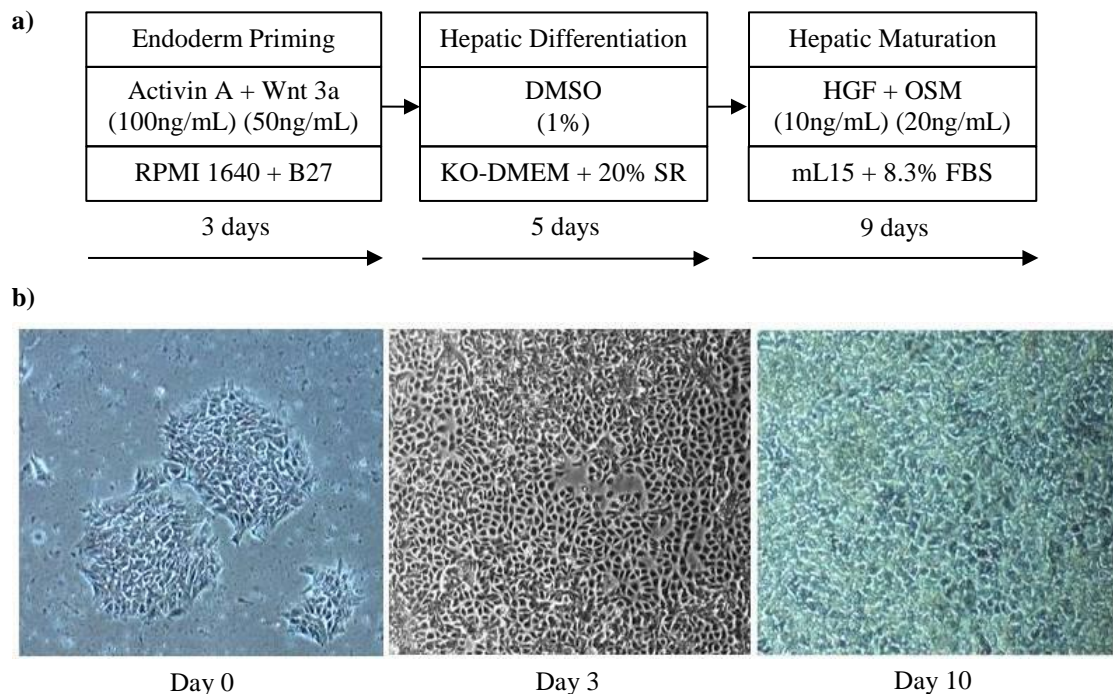 a)
Endoderm Priming
Activin A + Wnt 3a
(100ng/mL) (50ng/mL)
RPMI 1640 + B27
3 days
Hepatic Differentiation
DMSO
(1%)
KO-DMEM + 20% SR
5 days
Hepatic Maturation
HGF + OSM
(10ng/mL) (20ng/mL)
mL15 + 8.3% FBS
9 days
b)
Day 0
Day 3
Day 10